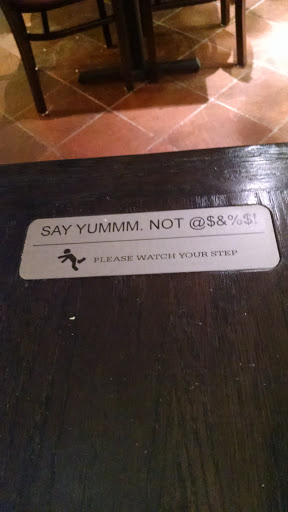 SAY YUMMM. NOT @$&%$!
PLEASE WATCH YOUR STEP